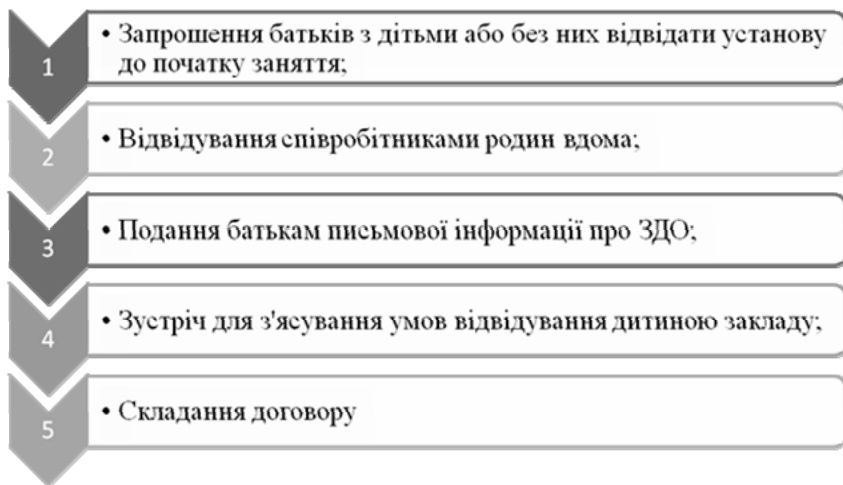 1
• Запрошення батьків з дітьми або без них відвідати установу
до початку заняття;
2
• Відвідування співробітниками родин вдома;
3
• Подання батькам письмової інформації про ЗДО;
4
• Зустріч для з'ясування умов відвідування дитиною закладу;
5
• Складання договору